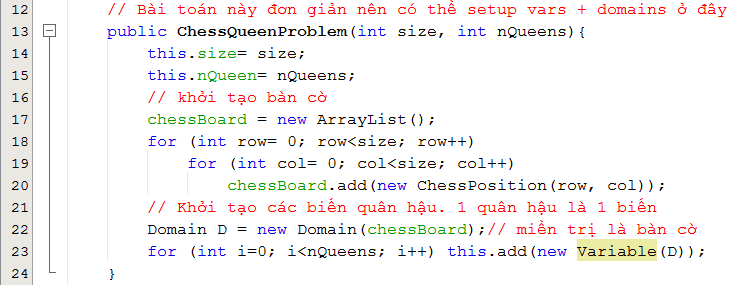 12 // Bài toán này đơn giản nên có thể setup vars + domains ở đây
13 public ChessQueenProblem(int size, int nQueens){
14 this.size= size;
15 this.nQueen= nQueens;
16 // khởi tạo bàn cờ
17 chessBoard = new ArrayList();
18 for (int row= 0; row<size; row++)
19 for (int col= 0; col<size; col++)
20 chessBoard.add(new ChessPosition(row, col));
21 // Khởi tạo các biến quân hậu. 1 quân hậu là 1 biến
22 Domain D = new Domain(chessBoard);// miền trị là bàn cờ
23 for (int i=0; i<nQueens; i++) this.add(new Variable(D));
24 }